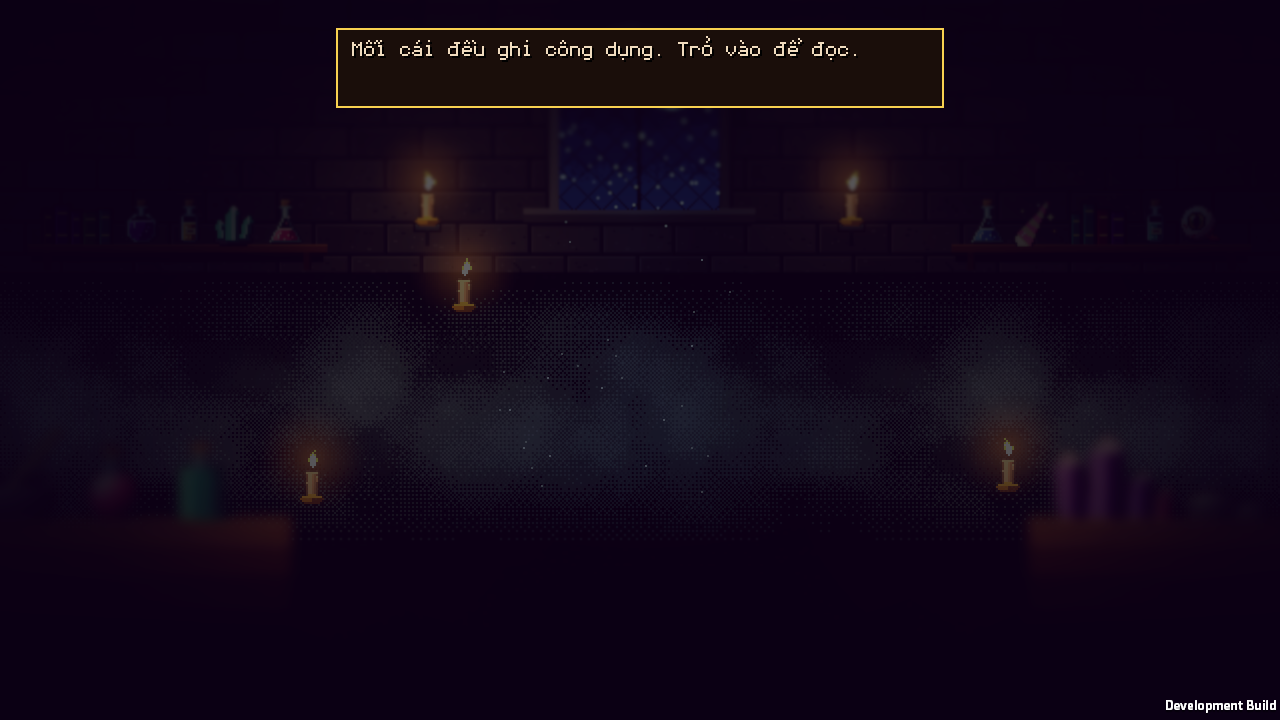 Mỗi cái đều ghi công dụng. Trỏ vào để đọc.
Development Build